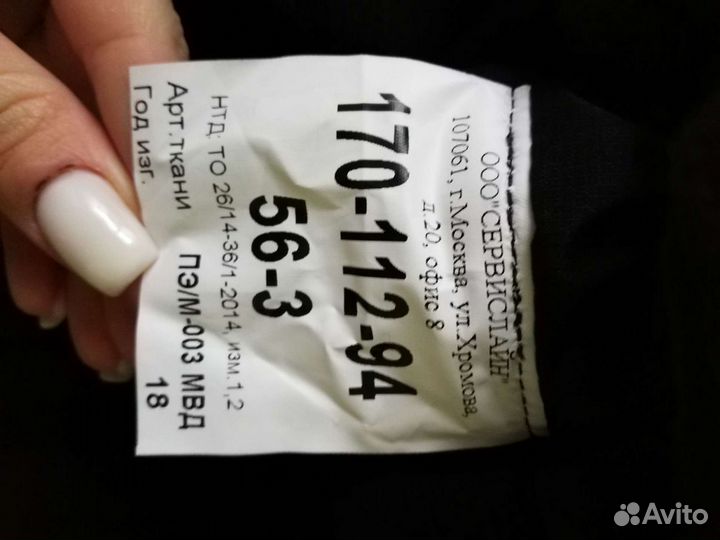 ООО"СЕРВИСЛАЙН"
107061, г.Москва, ул.Хромова,
д.20, офис 8
170-112-94
56-3
НТД: ТО 26/14-36/1-2014, изм.1,2
Арт.ткани ПЭ/М-003 МВД
Год изг. 18
Avito